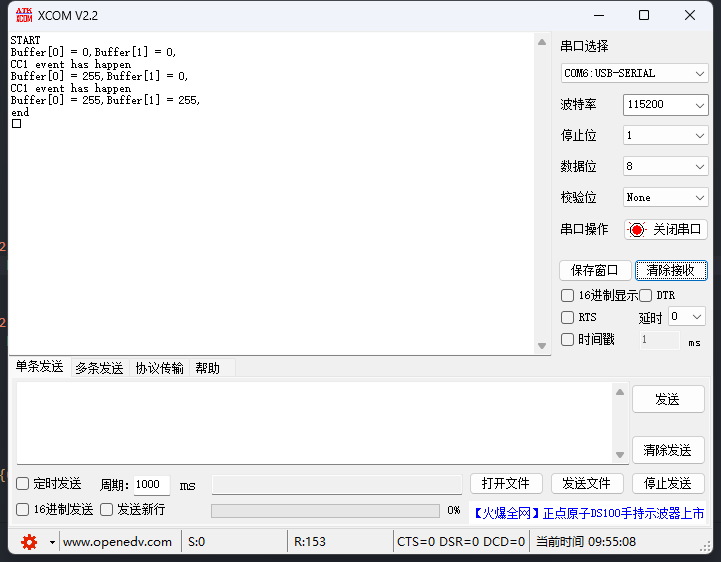 ATK
XCOM
XCOM V2.2
START
Buffer[0] = 0,Buffer[1] = 0,
CC1 event has happen
Buffer[0] = 255,Buffer[1] = 0,
CC1 event has happen
Buffer[0] = 255,Buffer[1] = 255,
end
串口选择
COM6:USB-SERIAL
波特率 115200
停止位 1
数据位 8
校验位 None
串口操作 关闭串口
保存窗口 清除接收
16进制显示 DTR
RTS 延时 0
时间戳 1 ms
单条发送 多条发送 协议传输 帮助
发送
清除发送
定时发送 周期: 1000 ms 打开文件 发送文件 停止发送
16进制发送 发送新行 0% 【火爆全网】正点原子DS100手持示波器上市
www.openedv.com S:0 R:153 CTS=0 DSR=0 DCD=0 当前时间 09:55:08
2
2
{